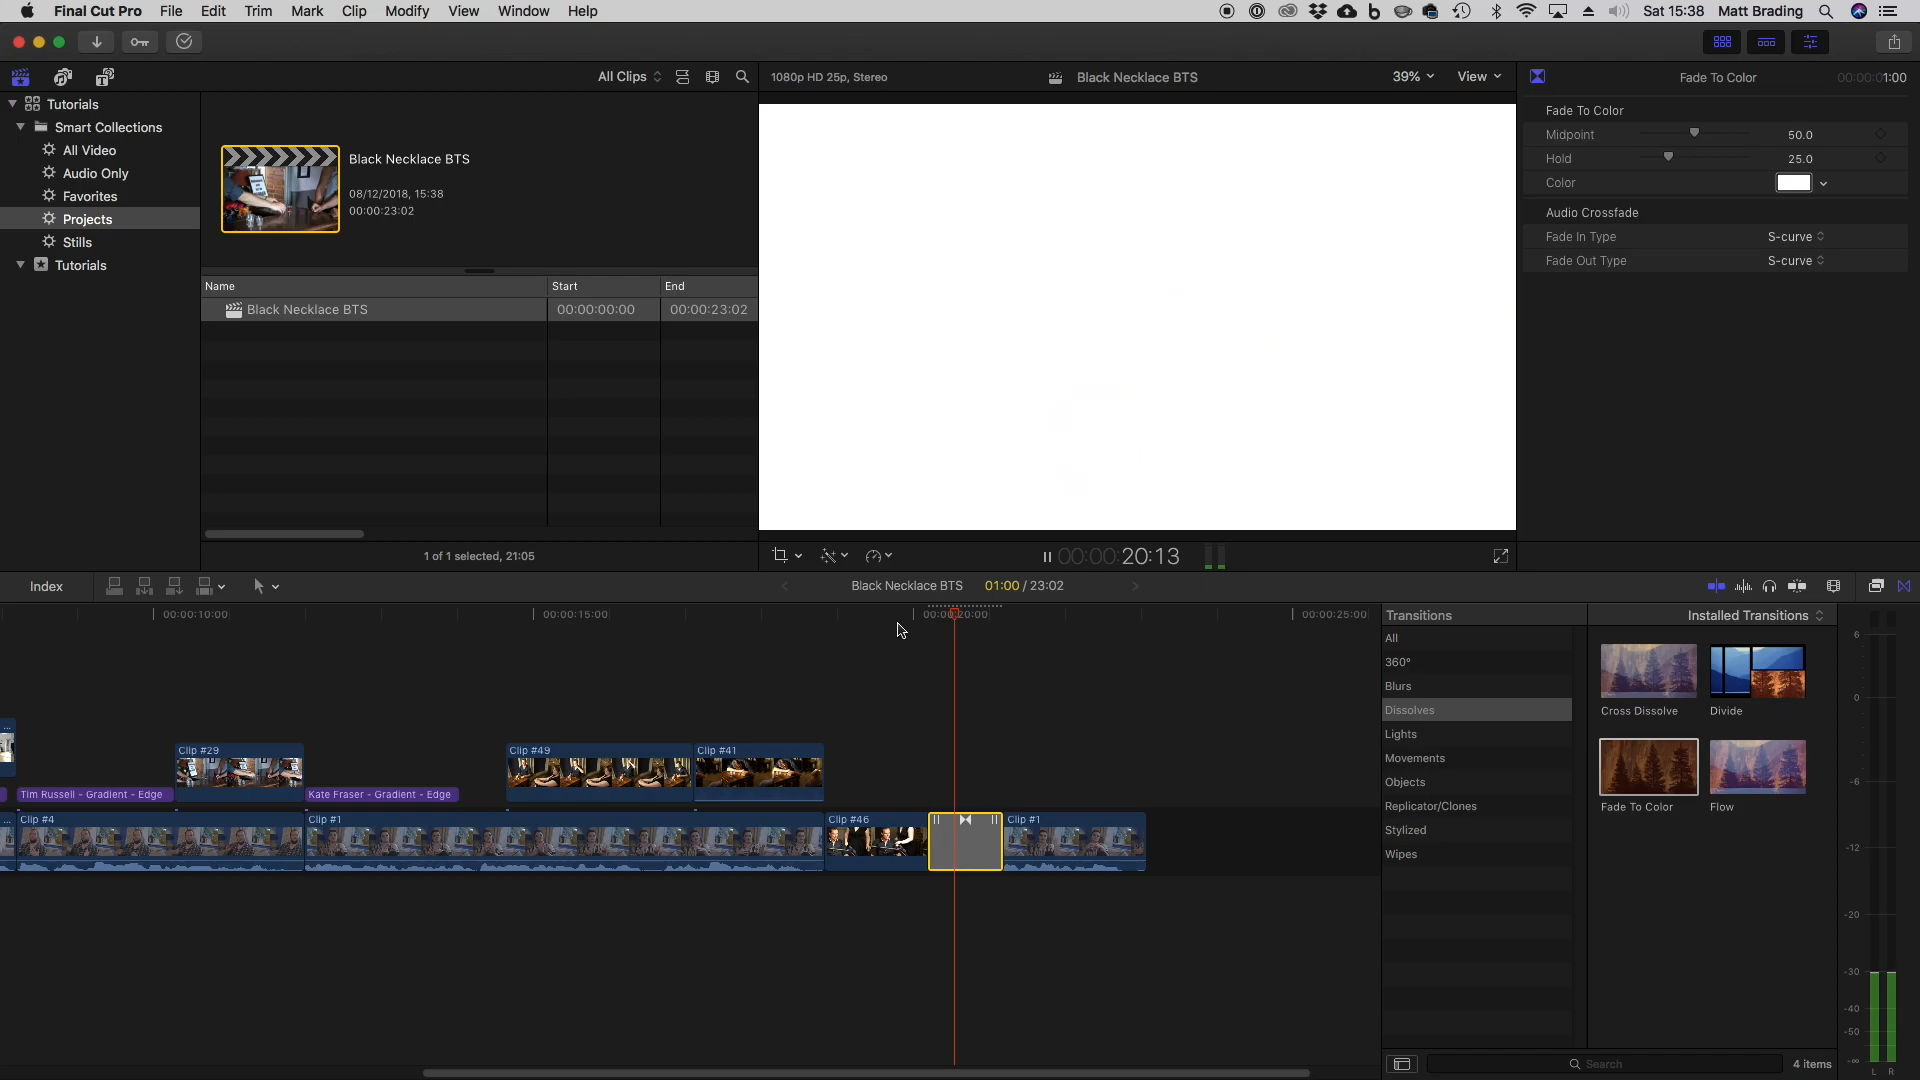 Final Cut Pro File Edit Trim Mark Clip Modify View Window Help Sat 15:38 Matt Brading
All Clips
1080p HD 25p, Stereo
Black Necklace BTS
39%
View
Fade To Color
00:00:01:00
Tutorials
Smart Collections
All Video
Audio Only
Favorites
Projects
Stills
Tutorials
Black Necklace BTS
08/12/2018, 15:38
00:00:23:02
Name Start End
Black Necklace BTS 00:00:00:00 00:00:23:02
1 of 1 selected, 21:05
Fade To Color
Midpoint 50.0
Hold 25.0
Color
Audio Crossfade
Fade In Type S-curve
Fade Out Type S-curve
00:00:20:13
Index
Black Necklace BTS 01:00 / 23:02
00:00:10:00 00:00:15:00 00:00:20:00 00:00:25:00
Clip #29
Clip #49
Clip #41
Tim Russell - Gradient - Edge
Kate Fraser - Gradient - Edge
Clip #4
Clip #1
Clip #46
Clip #1
Transitions
All
360°
Blurs
Dissolves
Lights
Movements
Objects
Replicator/Clones
Stylized
Wipes
Installed Transitions
Cross Dissolve
Divide
Fade To Color
Flow
Search
4 items
6
0
-6
-12
-20
-30
-40
-50
-∞
L R